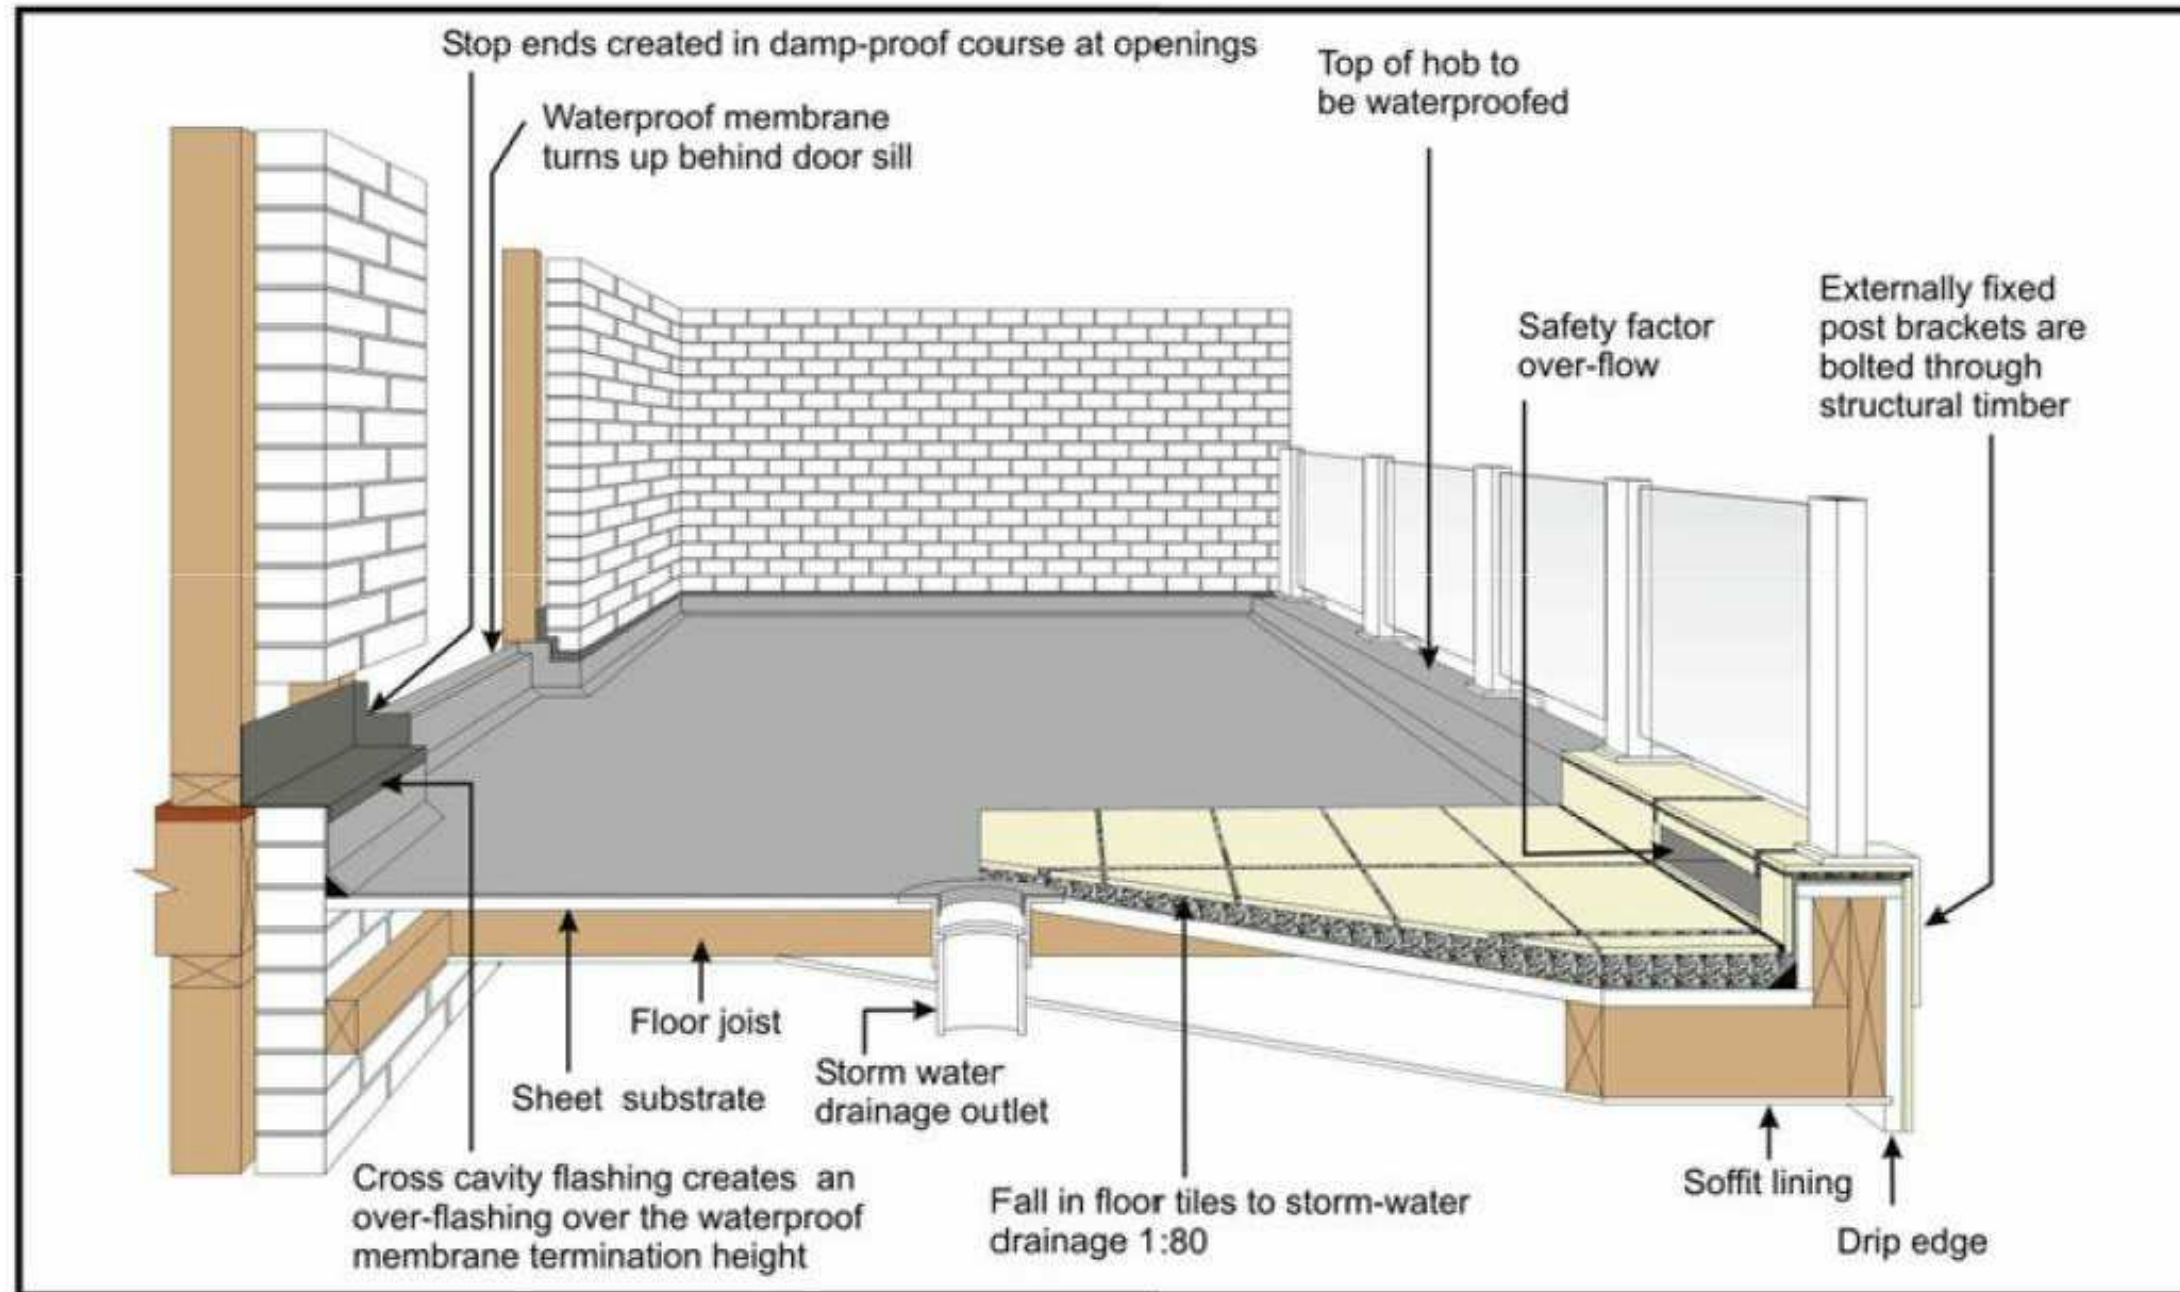 Stop ends created in damp-proof course at openings
Waterproof membrane
turns up behind door sill
Top of hob to
be waterproofed
Safety factor
over-flow
Externally fixed
post brackets are
bolted through
structural timber
Floor joist
Sheet substrate
Storm water
drainage outlet
Cross cavity flashing creates an
over-flashing over the waterproof
membrane termination height
Fall in floor tiles to storm-water
drainage 1:80
Soffit lining
Drip edge